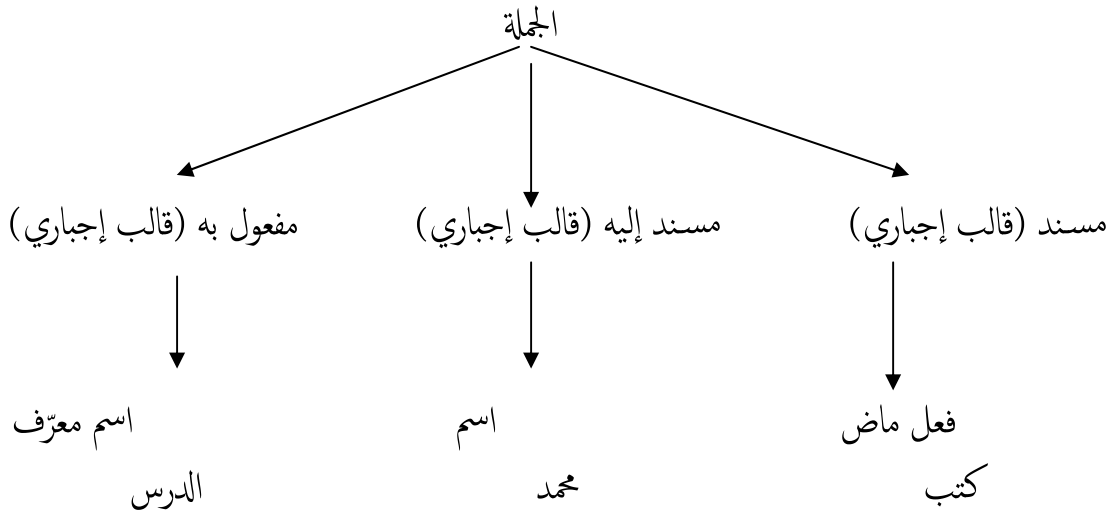 الجملة
مسند (قالب إجباري) مسند إليه (قالب إجباري) مفعول به (قالب إجباري)
فعل ماض اسم اسم معرّف
كتب محمد الدرس